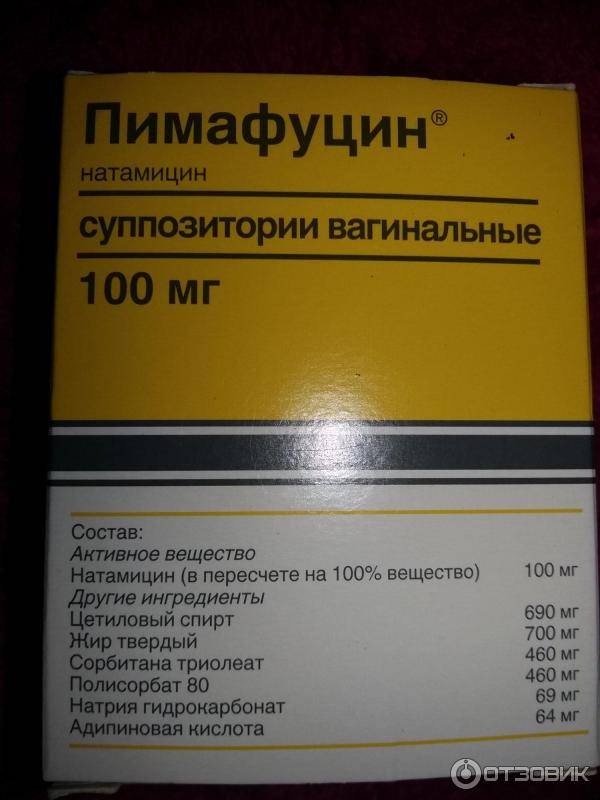 Пимафуцин®
натамицин
суппозитории вагинальные
100 мг
Состав:
Активное вещество
Натамицин (в пересчете на 100% вещество) 100 мг
Другие ингредиенты
Цетиловый спирт 690 мг
Жир твердый 700 мг
Сорбитана триолеат 460 мг
Полисорбат 80 460 мг
Натрия гидрокарбонат 69 мг
Адипиновая кислота 64 мг
ОТЗОВИК